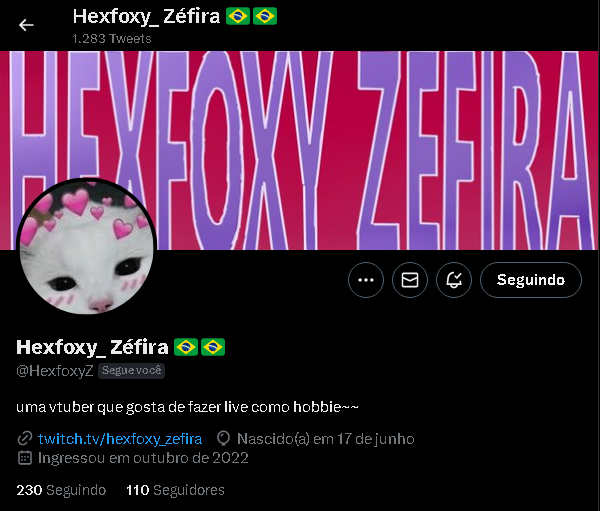 Hexfoxy_ Zéfira 🇧🇷🇧🇷
1.283 Tweets
HEXFOXY ZEFIRA
Seguindo
Hexfoxy_ Zéfira 🇧🇷🇧🇷
@HexfoxyZ Segue você
uma vtuber que gosta de fazer live como hobbie~~
twitch.tv/hexfoxy_zefira Nascido(a) em 17 de junho
Ingressou em outubro de 2022
230 Seguindo 110 Seguidores